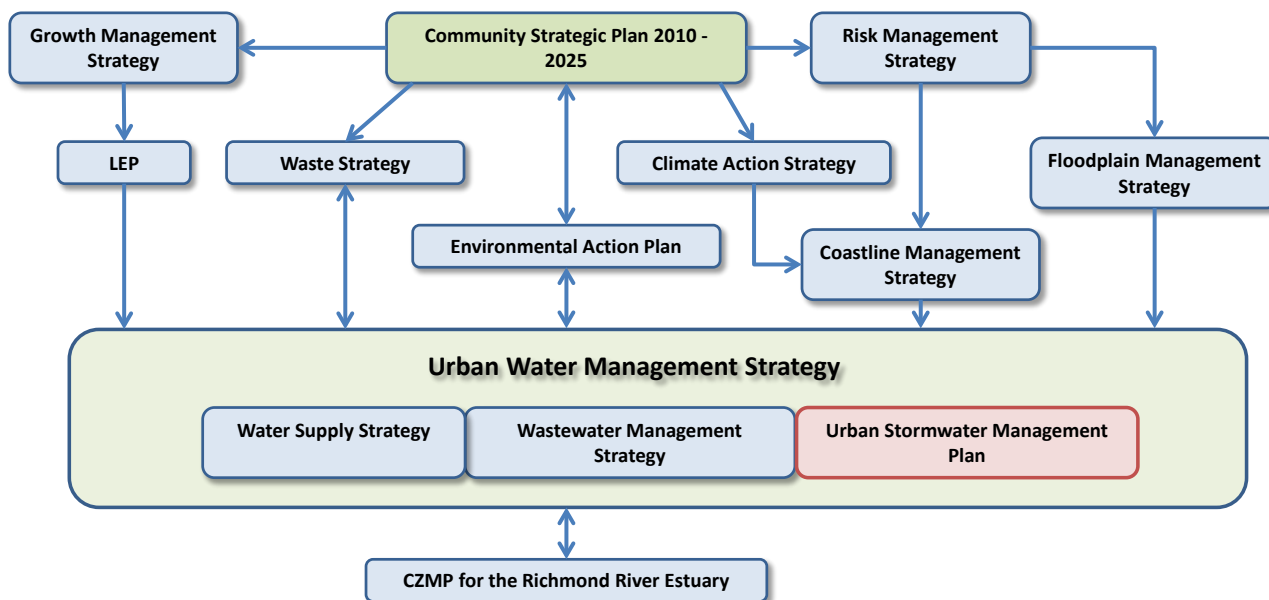 Growth Management
Strategy
Community Strategic Plan 2010 -
2025
Risk Management
Strategy
LEP
Waste Strategy
Climate Action Strategy
Floodplain Management
Strategy
Environmental Action Plan
Coastline Management
Strategy
Urban Water Management Strategy
Water Supply Strategy
Wastewater Management
Strategy
Urban Stormwater Management
Plan
CZMP for the Richmond River Estuary